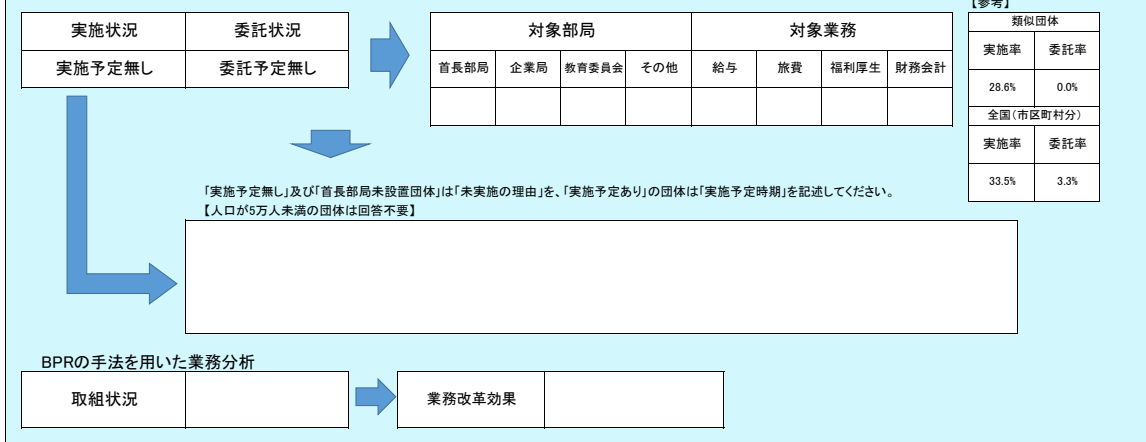 【参考】
実施状況 委託状況
実施予定無し 委託予定無し
対象部局 対象業務
首長部局 企業局 教育委員会 その他 給与 旅費 福利厚生 財務会計
類似団体
実施率 委託率
28.6% 0.0%
全国(市区町村分)
実施率 委託率
33.5% 3.3%
「実施予定無し」及び「首長部局未設置団体」は「未実施の理由」を、「実施予定あり」の団体は「実施予定時期」を記述してください。
【人口が5万人未満の団体は回答不要】
BPRの手法を用いた業務分析
取組状況 業務改革効果